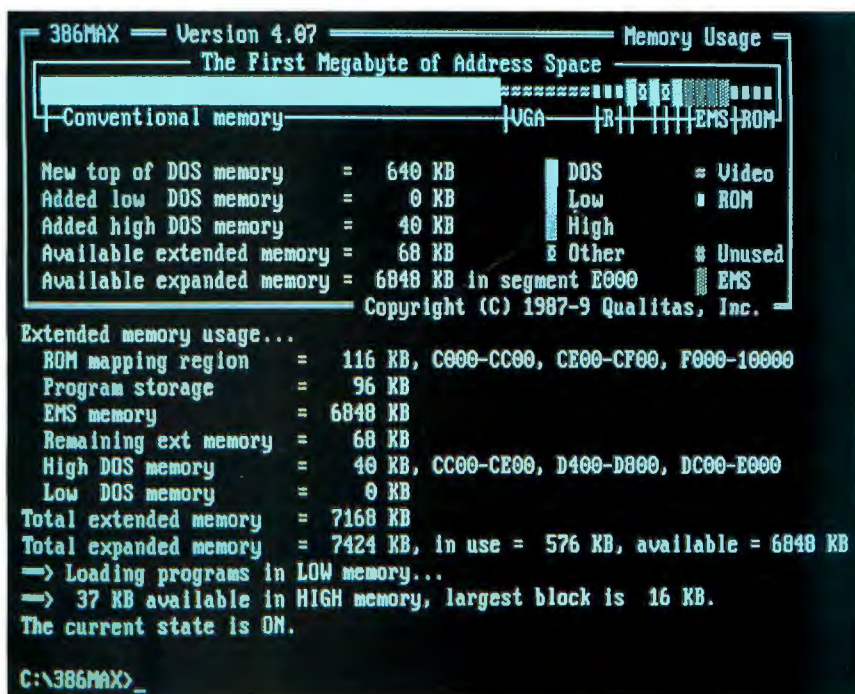 386MAX Version 4.07 Memory Usage
The First Megabyte of Address Space
Conventional memory VGA R EMS ROM
New top of DOS memory = 640 KB DOS ≈ Video
Added low DOS memory = 0 KB Low ▪ ROM
Added high DOS memory = 40 KB High
Available extended memory = 68 KB Other # Unused
Available expanded memory = 6848 KB in segment E000 EMS
Copyright (C) 1987-9 Qualitas, Inc.
Extended memory usage...
ROM mapping region = 116 KB, C000-CC00, CE00-CF00, F000-10000
Program storage = 96 KB
EMS memory = 6848 KB
Remaining ext memory = 68 KB
High DOS memory = 40 KB, CC00-CE00, D400-D800, DC00-E000
Low DOS memory = 0 KB
Total extended memory = 7168 KB
Total expanded memory = 7424 KB, in use = 576 KB, available = 6848 KB
=> Loading programs in LOW memory...
=> 37 KB available in HIGH memory, largest block is 16 KB.
The current state is ON.
C:\386MAX>_